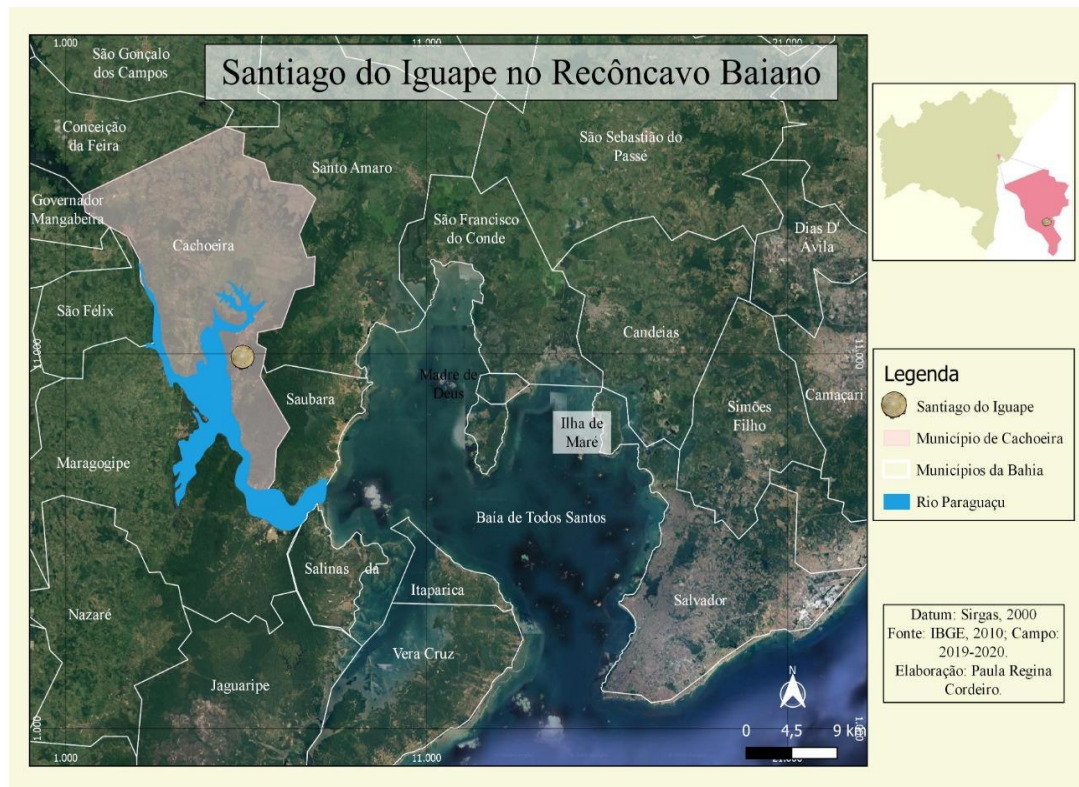 Santiago do Iguape no Recôncavo Baiano
1.000
11.000
21.000
São Gonçalo
dos Campos
Conceição
da Feira
Santo Amaro
São Sebastião do
Passé
Governador
Mangabeira
Cachoeira
São Francisco
do Conde
Dias D'
Ávila
São Félix
Candeias
11.000
11.000
Madre de
Deus
Saubara
Simões
Filho
Camaçari
Ilha de
Maré
Maragogipe
Baía de Todos Santos
Salinas dá
Itaparica
Salvador
Nazaré
Vera Cruz
Jaguaripe
N
0 4,5 9 km
1.000
1.000
1.000
11.000
21.000
Legenda
Santiago do Iguape
Município de Cachoeira
Municípios da Bahia
Rio Paraguaçu
Datum: Sirgas, 2000
Fonte: IBGE, 2010; Campo:
2019-2020.
Elaboração: Paula Regina
Cordeiro.